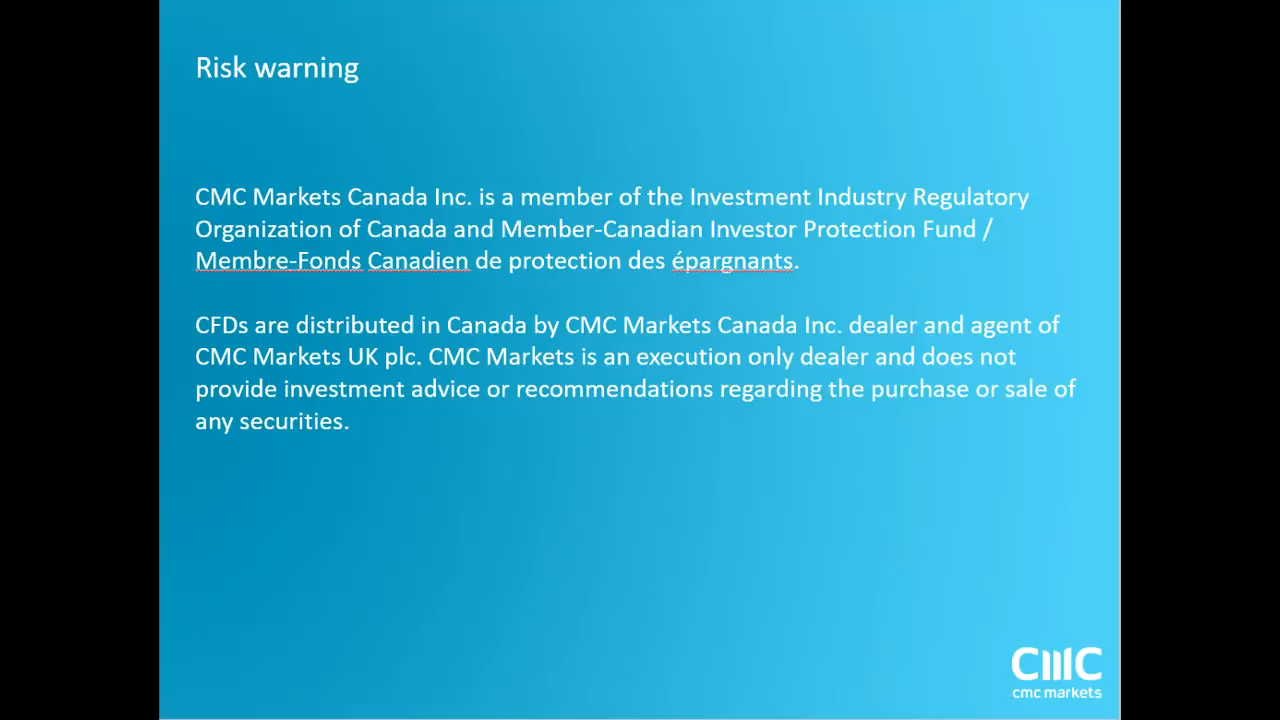 Risk warning
CMC Markets Canada Inc. is a member of the Investment Industry Regulatory
Organization of Canada and Member-Canadian Investor Protection Fund /
Membre-Fonds Canadien de protection des épargnants.
CFDs are distributed in Canada by CMC Markets Canada Inc. dealer and agent of
CMC Markets UK plc. CMC Markets is an execution only dealer and does not
provide investment advice or recommendations regarding the purchase or sale of
any securities.
CMC
cmc markets